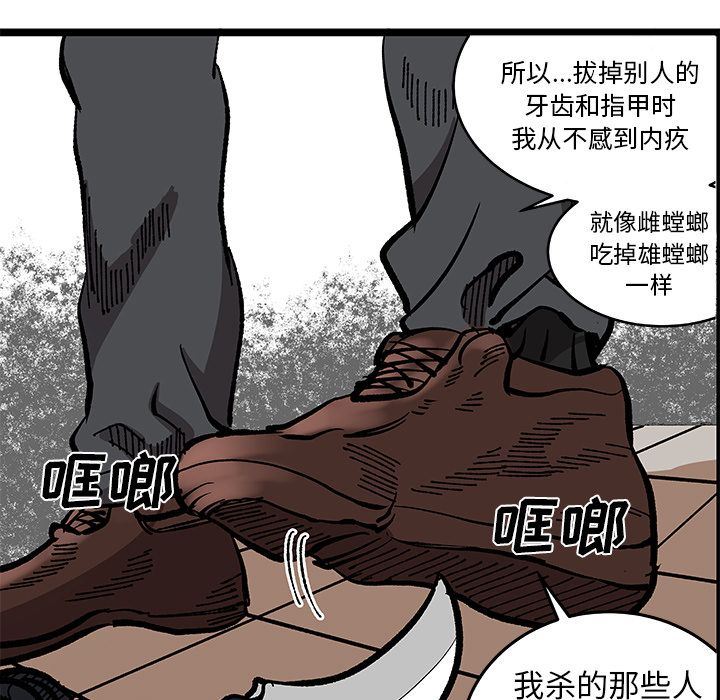 所以...拔掉别人的
牙齿和指甲时
我从不感到内疚
就像雌螳螂
吃掉雄螳螂
一样
哐啷
哐啷
我杀的那些人